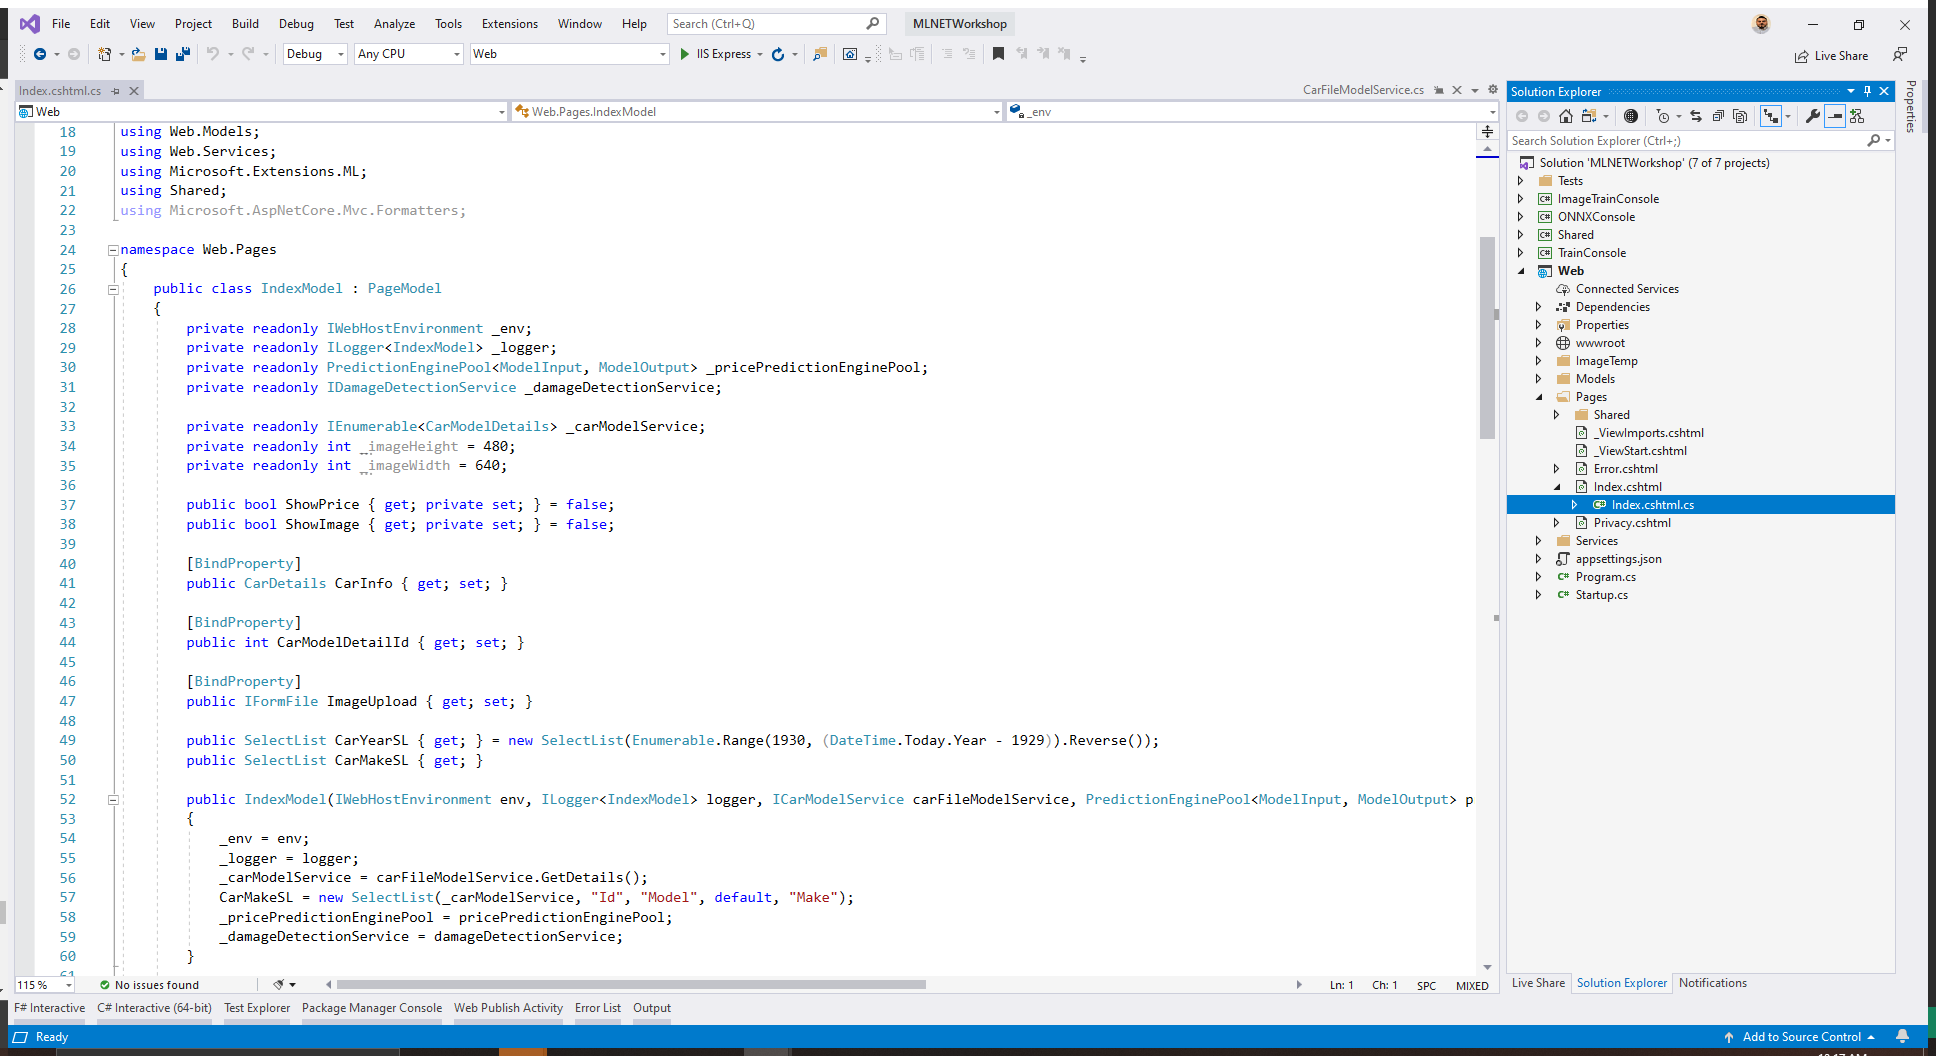 File Edit View Project Build Debug Test Analyze Tools Extensions Window Help Search (Ctrl+Q) MLNETWorkshop
Debug Any CPU Web IIS Express Live Share
Index.cshtml.cs CarFileModelService.cs
Web Web.Pages.IndexModel _env
18 using Web.Models;
19 using Web.Services;
20 using Microsoft.Extensions.ML;
21 using Shared;
22 using Microsoft.AspNetCore.Mvc.Formatters;
23
24 namespace Web.Pages
25 {
26 public class IndexModel : PageModel
27 {
28 private readonly IWebHostEnvironment _env;
29 private readonly ILogger<IndexModel> _logger;
30 private readonly PredictionEnginePool<ModelInput, ModelOutput> _pricePredictionEnginePool;
31 private readonly IDamageDetectionService _damageDetectionService;
32
33 private readonly IEnumerable<CarModelDetails> _carModelService;
34 private readonly int _imageHeight = 480;
35 private readonly int _imageWidth = 640;
36
37 public bool ShowPrice { get; private set; } = false;
38 public bool ShowImage { get; private set; } = false;
39
40 [BindProperty]
41 public CarDetails CarInfo { get; set; }
42
43 [BindProperty]
44 public int CarModelDetailId { get; set; }
45
46 [BindProperty]
47 public IFormFile ImageUpload { get; set; }
48
49 public SelectList CarYearSL { get; } = new SelectList(Enumerable.Range(1930, (DateTime.Today.Year - 1929)).Reverse());
50 public SelectList CarMakeSL { get; }
51
52 public IndexModel(IWebHostEnvironment env, ILogger<IndexModel> logger, ICarModelService carFileModelService, PredictionEnginePool<ModelInput, ModelOutput> p
53 {
54 _env = env;
55 _logger = logger;
56 _carModelService = carFileModelService.GetDetails();
57 CarMakeSL = new SelectList(_carModelService, "Id", "Model", default, "Make");
58 _pricePredictionEnginePool = pricePredictionEnginePool;
59 _damageDetectionService = damageDetectionService;
60 }
61
115 % No issues found Ln: 1 Ch: 1 SPC MIXED
F# Interactive C# Interactive (64-bit) Test Explorer Package Manager Console Web Publish Activity Error List Output
Solution Explorer
Search Solution Explorer (Ctrl+;)
Solution 'MLNETWorkshop' (7 of 7 projects)
Tests
C# ImageTrainConsole
C# ONNXConsole
C# Shared
C# TrainConsole
Web
Connected Services
Dependencies
Properties
wwwroot
ImageTemp
Models
Pages
Shared
_ViewImports.cshtml
_ViewStart.cshtml
Error.cshtml
Index.cshtml
C# Index.cshtml.cs
Privacy.cshtml
Services
appsettings.json
C# Program.cs
C# Startup.cs
Live Share Solution Explorer Notifications
Properties
Ready Add to Source Control